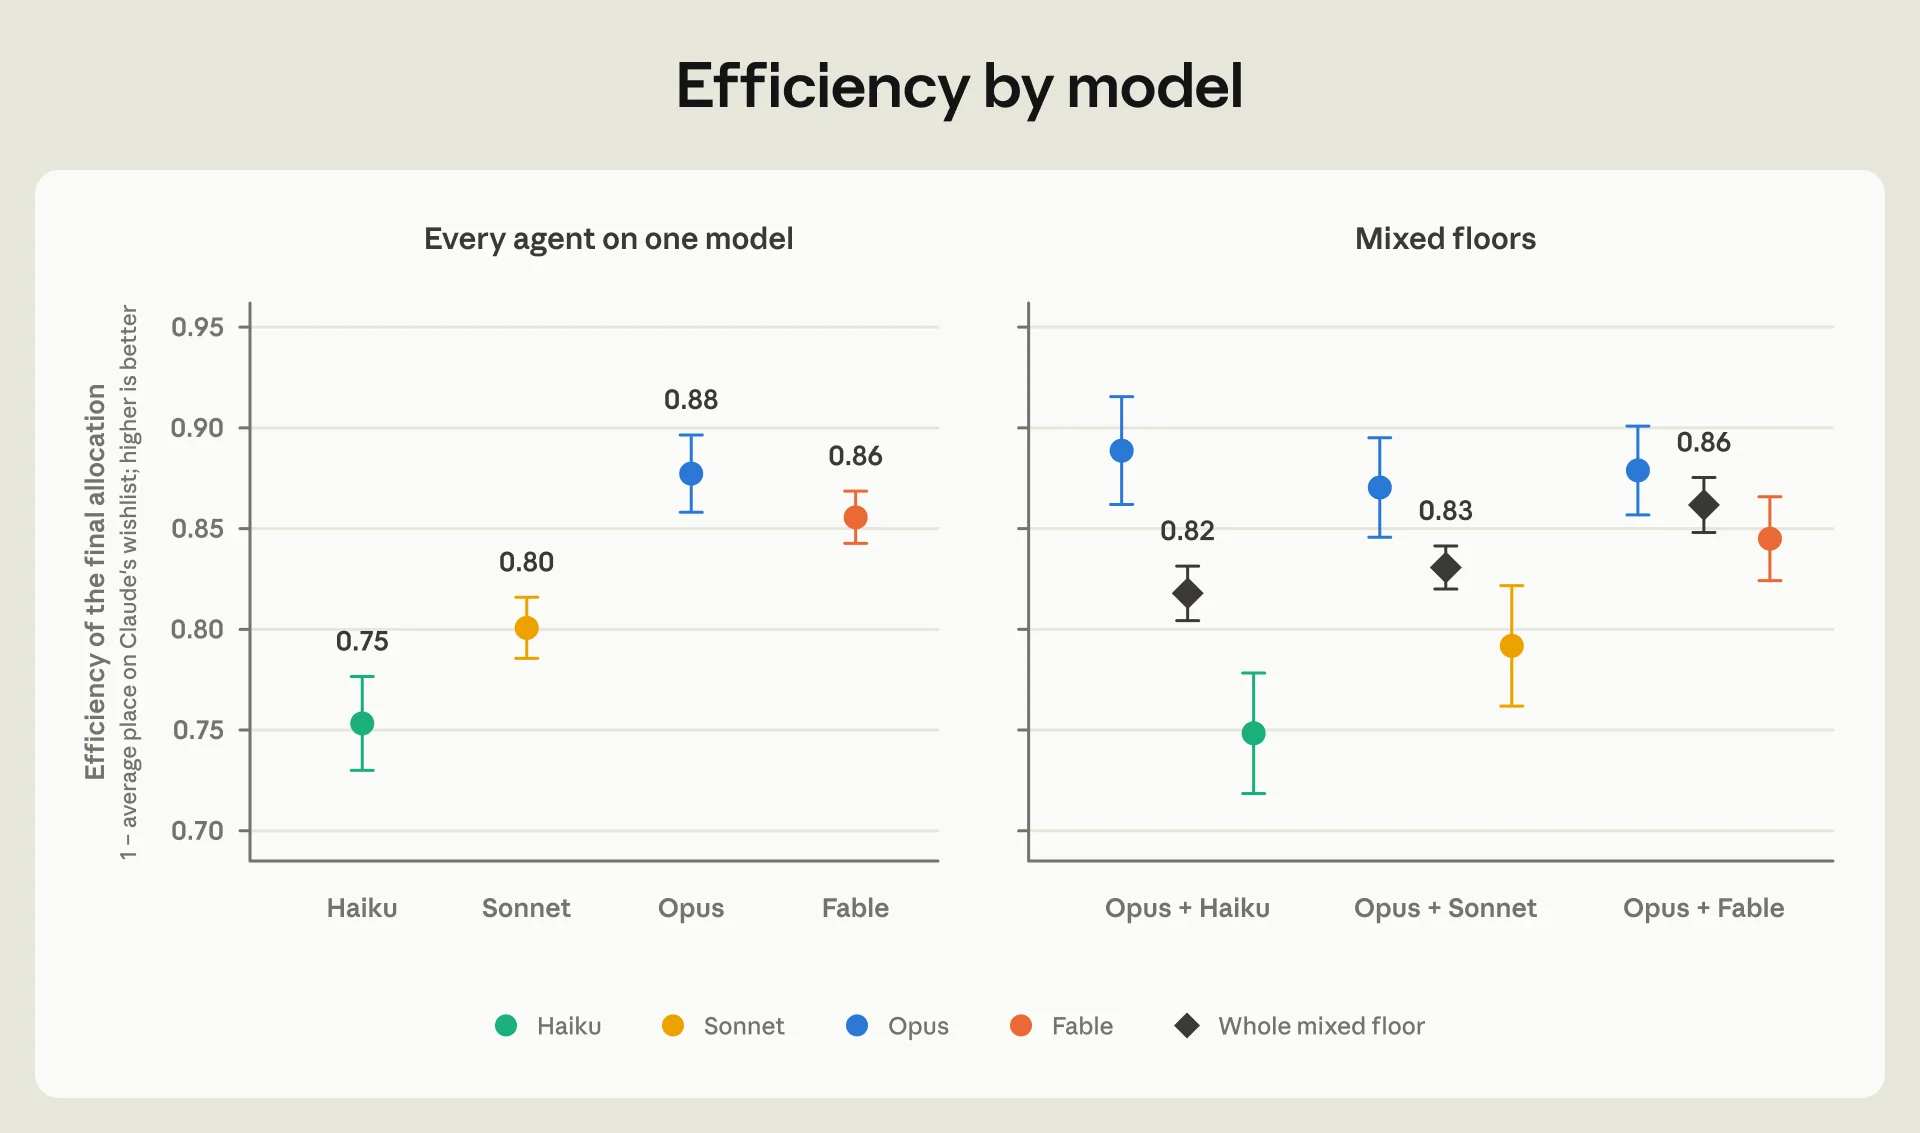 Efficiency by model
Every agent on one model
Efficiency of the final allocation
1 – average place on Claude's wishlist; higher is better
0.95
0.90
0.85
0.80
0.75
0.70
0.75
0.80
0.88
0.86
Haiku
Sonnet
Opus
Fable
Mixed floors
0.82
0.83
0.86
Opus + Haiku
Opus + Sonnet
Opus + Fable
Haiku
Sonnet
Opus
Fable
Whole mixed floor